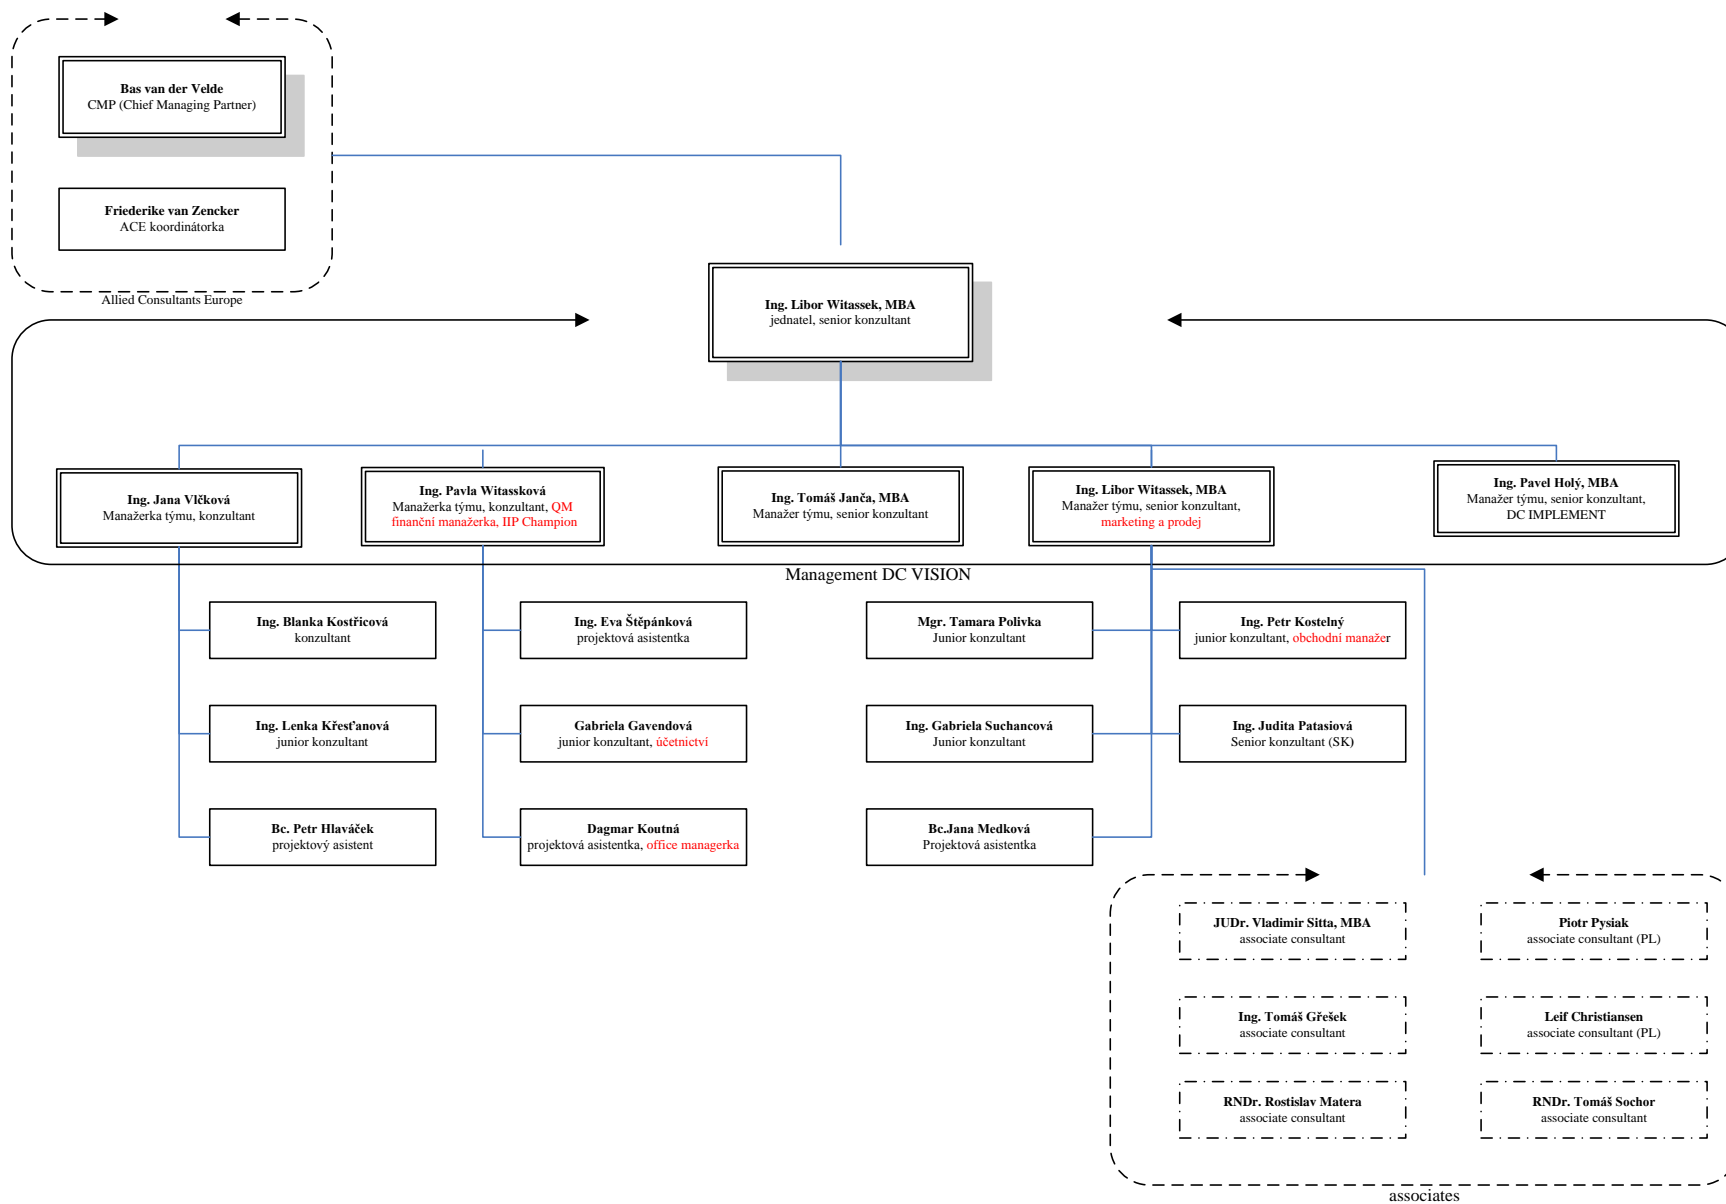 Bas van der Velde
CMP (Chief Managing Partner)
Friederike van Zencker
ACE koordinátorka
Allied Consultants Europe
Ing. Libor Witassek, MBA
jednatel, senior konzultant
Ing. Jana Vlčková
Manažerka týmu, konzultant
Ing. Pavla Witassková
Manažerka týmu, konzultant, QM
finanční manažerka, IIP Champion
Ing. Tomáš Janča, MBA
Manažer týmu, senior konzultant
Ing. Libor Witassek, MBA
Manažer týmu, senior konzultant,
marketing a prodej
Ing. Pavel Holý, MBA
Manažer týmu, senior konzultant,
DC IMPLEMENT
Management DC VISION
Ing. Blanka Kostřicová
konzultant
Ing. Eva Štěpánková
projektová asistentka
Mgr. Tamara Polivka
Junior konzultant
Ing. Petr Kostelný
junior konzultant, obchodní manažer
Ing. Lenka Křesťanová
junior konzultant
Gabriela Gavendová
junior konzultant, účetnictví
Ing. Gabriela Suchancová
Junior konzultant
Ing. Judita Patasiová
Senior konzultant (SK)
Bc. Petr Hlaváček
projektový asistent
Dagmar Koutná
projektová asistentka, office managerka
Bc.Jana Medková
Projektová asistentka
JUDr. Vladimir Sitta, MBA
associate consultant
Piotr Pysiak
associate consultant (PL)
Ing. Tomáš Gřešek
associate consultant
Leif Christiansen
associate consultant (PL)
RNDr. Rostislav Matera
associate consultant
RNDr. Tomáš Sochor
associate consultant
associates